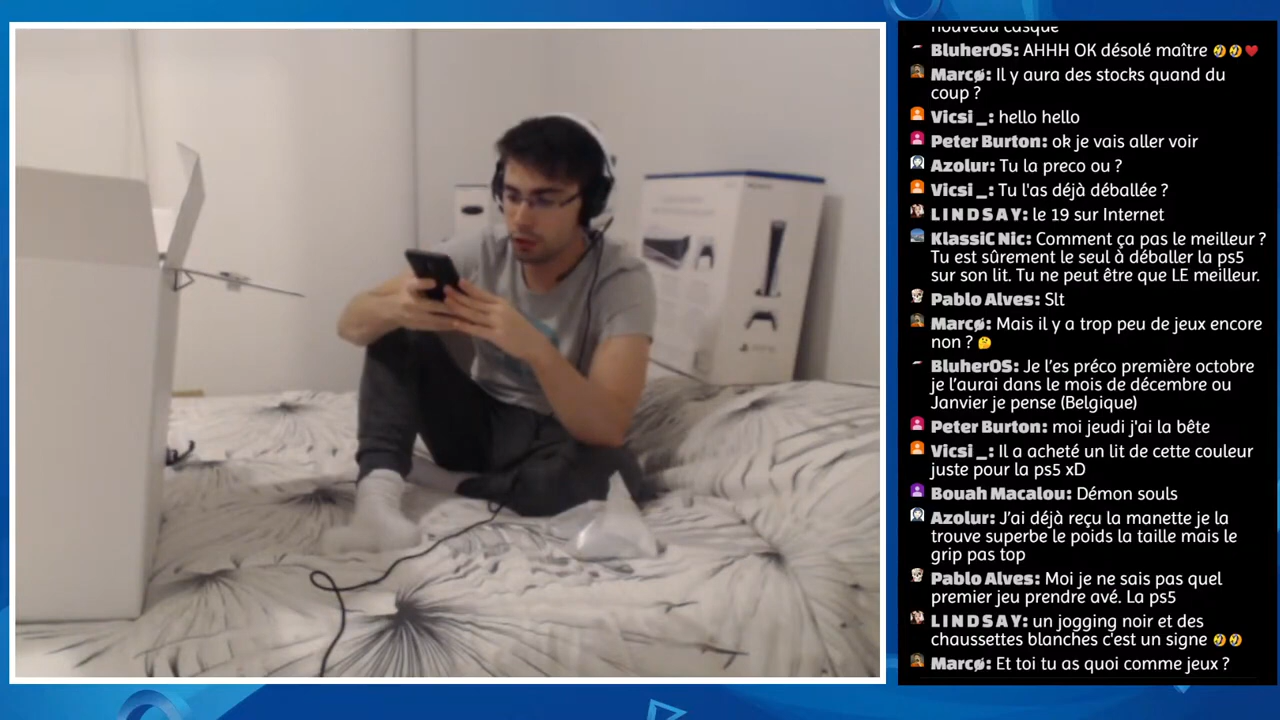 nouveau casque
BluherOS: AHHH OK désolé maître 🤣🤣❤️
Marcø: Il y aura des stocks quand du
coup ?
Vicsi _: hello hello
Peter Burton: ok je vais aller voir
Azolur: Tu la preco ou ?
Vicsi _: Tu l'as déjà déballée ?
L I N D S A Y: le 19 sur Internet
KlassiC Nic: Comment ça pas le meilleur ?
Tu est sûrement le seul à déballer la ps5
sur son lit. Tu ne peut être que LE meilleur.
Pablo Alves: Slt
Marcø: Mais il y a trop peu de jeux encore
non ? 🤔
BluherOS: Je l'es préco première octobre
je l'aurai dans le mois de décembre ou
Janvier je pense (Belgique)
Peter Burton: moi jeudi j'ai la bête
Vicsi _: Il a acheté un lit de cette couleur
juste pour la ps5 xD
Bouah Macalou: Démon souls
Azolur: J'ai déjà reçu la manette je la
trouve superbe le poids la taille mais le
grip pas top
Pablo Alves: Moi je ne sais pas quel
premier jeu prendre avé. La ps5
L I N D S A Y: un jogging noir et des
chaussettes blanches c'est un signe 🤣🤣
Marcø: Et toi tu as quoi comme jeux ?